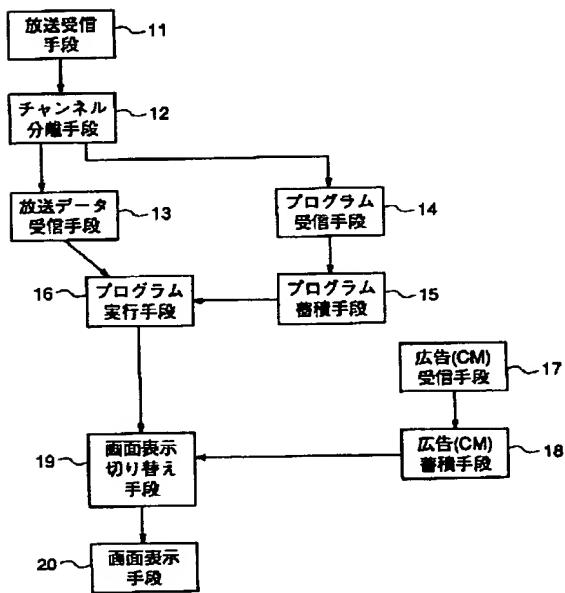 放送受信
手段
11
チャンネル
分離手段
12
放送データ
受信手段
13
プログラム
受信手段
14
16
プログラム
実行手段
プログラム
蓄積手段
15
広告(CM)
受信手段
17
19
画面表示
切り替え
手段
広告(CM)
蓄積手段
18
20
画面表示
手段